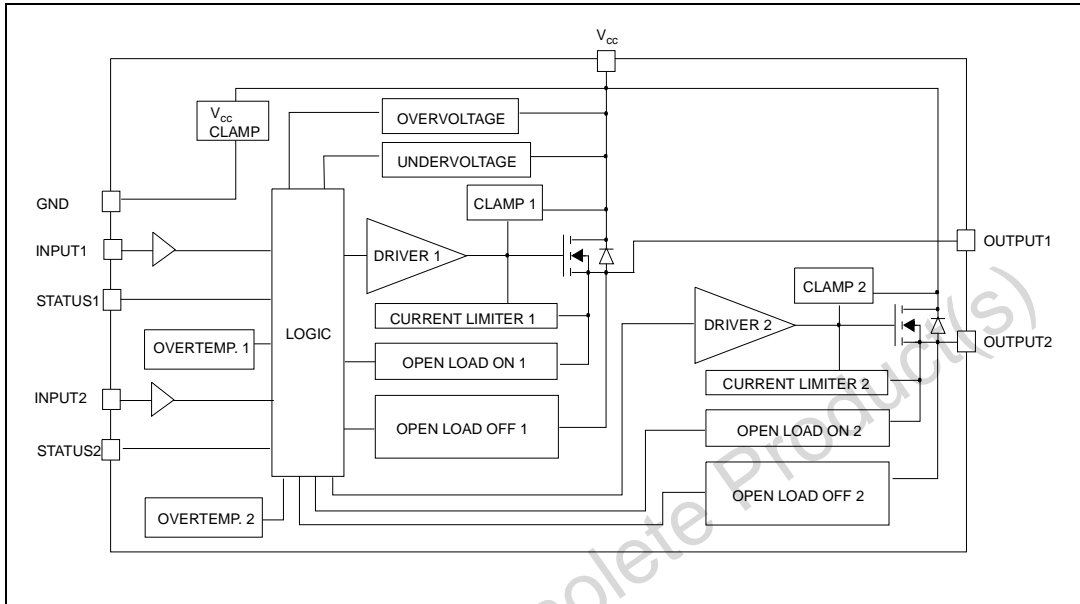 Vcc
Vcc
CLAMP
OVERVOLTAGE
UNDERVOLTAGE
GND
CLAMP 1
INPUT1
DRIVER 1
OUTPUT1
STATUS1
LOGIC
CURRENT LIMITER 1
CLAMP 2
DRIVER 2
OUTPUT2
OVERTEMP. 1
OPEN LOAD ON 1
CURRENT LIMITER 2
INPUT2
OPEN LOAD OFF 1
OPEN LOAD ON 2
STATUS2
OPEN LOAD OFF 2
OVERTEMP. 2
olete Product(s)